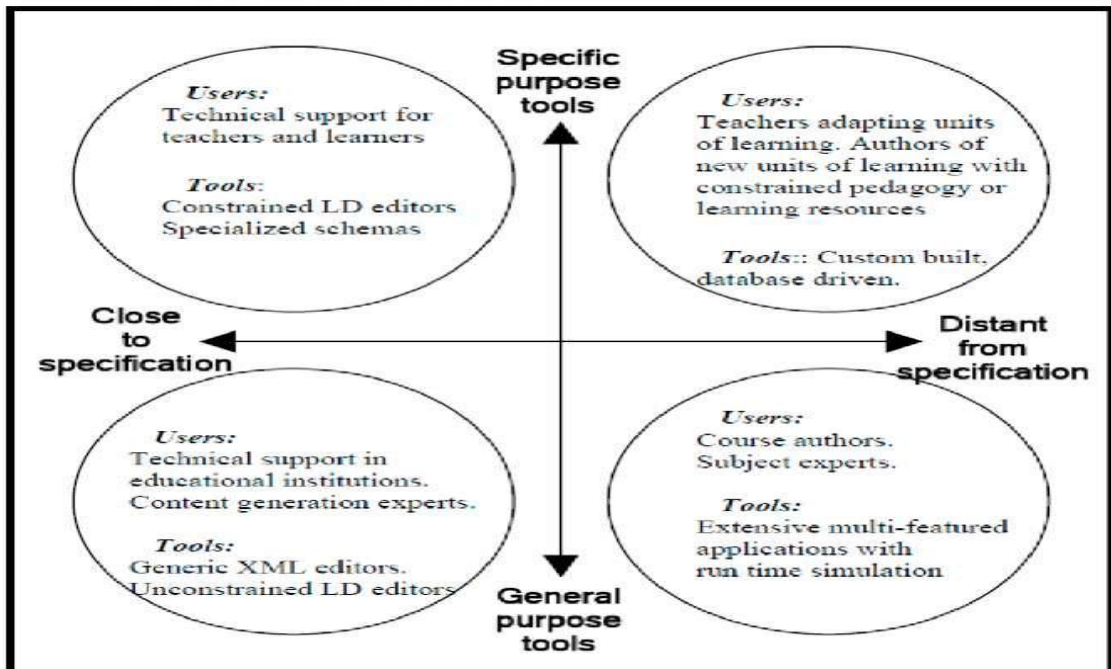 Specific
purpose
tools
Users:
Technical support for
teachers and learners
Tools:
Constrained LD editors
Specialized schemas
Users:
Teachers adapting units
of learning. Authors of
new units of learning with
constrained pedagogy or
learning resources
Tools:: Custom built,
database driven.
Close
to
specification
Distant
from
specification
Users:
Technical support in
educational institutions.
Content generation experts.
Tools:
Generic XML editors.
Unconstrained LD editors
Users:
Course authors.
Subject experts.
Tools:
Extensive multi-featured
applications with
run time simulation
General
purpose
tools